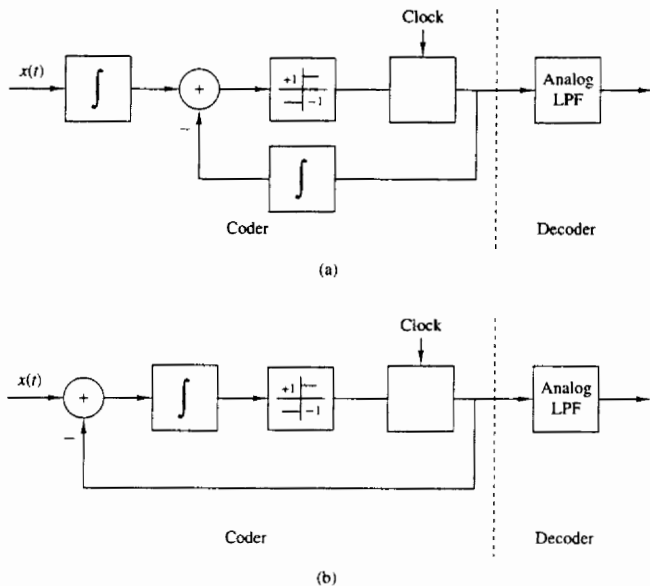 Clock
x(t)
∫
+
+1
−1
Analog
LPF
−
∫
Coder
Decoder
(a)
Clock
x(t)
+
∫
+1
−1
Analog
LPF
−
Coder
Decoder
(b)